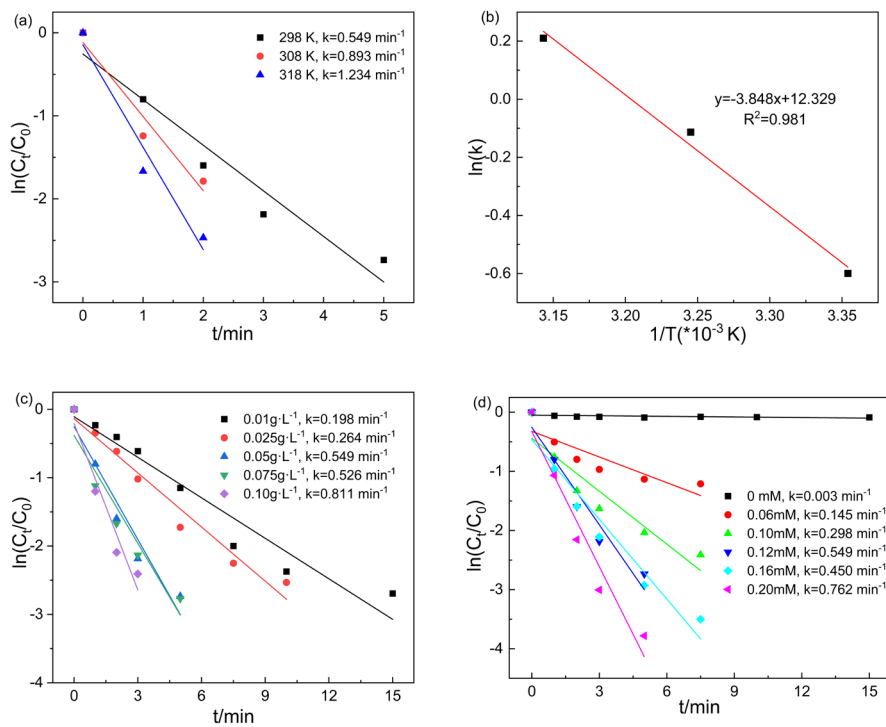 (a)
298 K, k=0.549 min⁻¹
308 K, k=0.893 min⁻¹
318 K, k=1.234 min⁻¹
ln(Cₜ/C₀)
0
-1
-2
-3
0 1 2 3 4 5
t/min
(b)
y=-3.848x+12.329
R²=0.981
ln(k)
0.2
0.0
-0.2
-0.4
-0.6
3.15 3.20 3.25 3.30 3.35
1/T(*10⁻³ K)
(c)
0.01g·L⁻¹, k=0.198 min⁻¹
0.025g·L⁻¹, k=0.264 min⁻¹
0.05g·L⁻¹, k=0.549 min⁻¹
0.075g·L⁻¹, k=0.526 min⁻¹
0.10g·L⁻¹, k=0.811 min⁻¹
ln(Cₜ/C₀)
0
-1
-2
-3
-4
0 3 6 9 12 15
t/min
(d)
0 mM, k=0.003 min⁻¹
0.06mM, k=0.145 min⁻¹
0.10mM, k=0.298 min⁻¹
0.12mM, k=0.549 min⁻¹
0.16mM, k=0.450 min⁻¹
0.20mM, k=0.762 min⁻¹
ln(Cₜ/C₀)
0
-1
-2
-3
-4
0 3 6 9 12 15
t/min